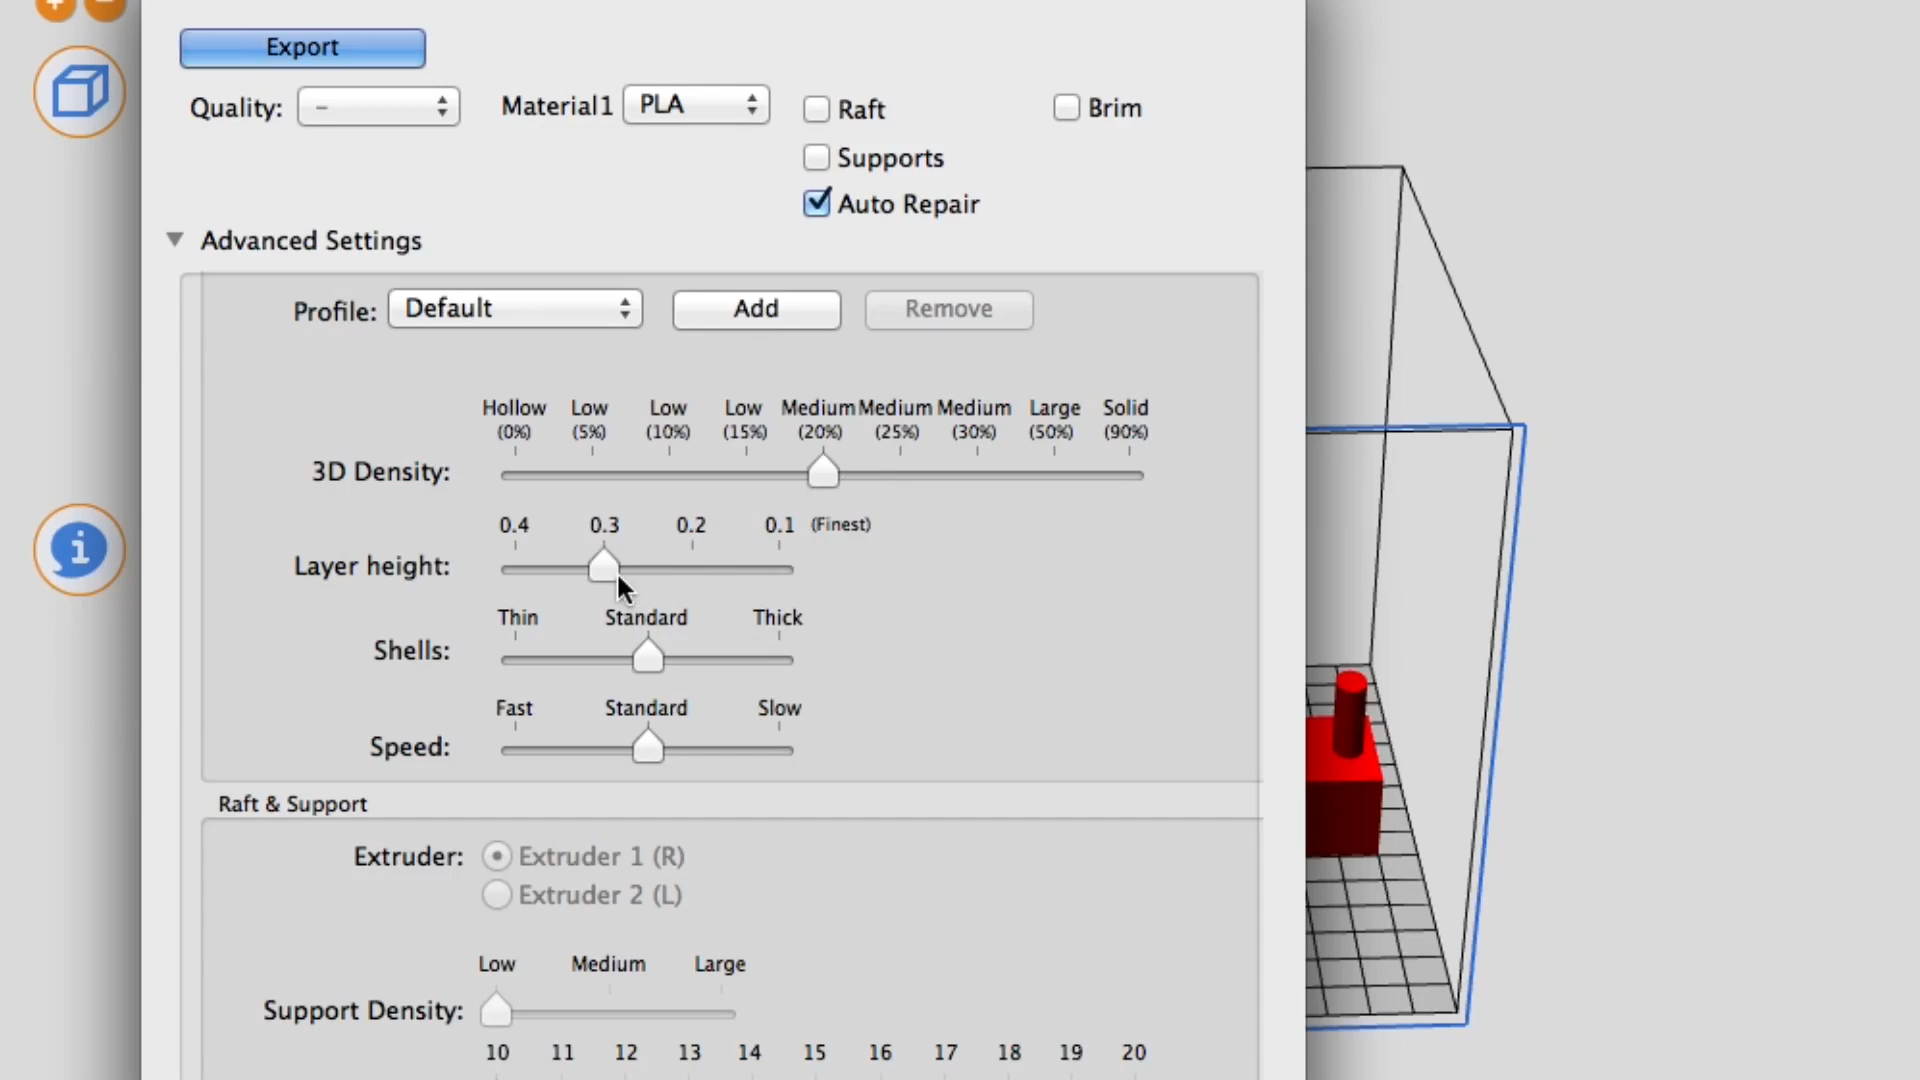 Export
Quality: – Material1 PLA Raft Brim
Supports
Auto Repair
Advanced Settings
Profile: Default Add Remove
Hollow Low Low Low Medium Medium Medium Large Solid
(0%) (5%) (10%) (15%) (20%) (25%) (30%) (50%) (90%)
3D Density:
0.4 0.3 0.2 0.1 (Finest)
Layer height:
Thin Standard Thick
Shells:
Fast Standard Slow
Speed:
Raft & Support
Extruder: Extruder 1 (R)
Extruder 2 (L)
Low Medium Large
Support Density:
10 11 12 13 14 15 16 17 18 19 20